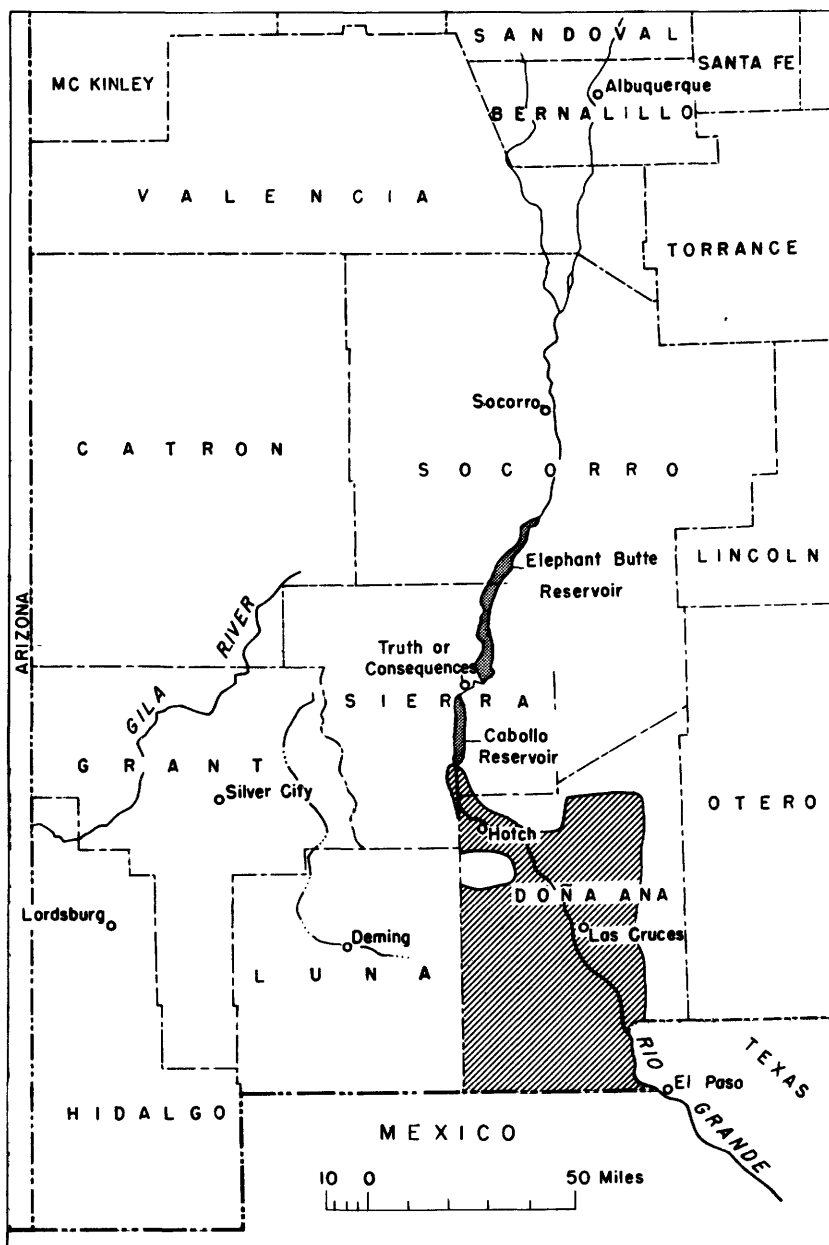 SANDOVAL
SANTA FE
MC KINLEY
Albuquerque
BERNALILLO
VALENCIA
TORRANCE
Socorro
CATRON
SOCORRO
LINCOLN
Elephant Butte
Reservoir
ARIZONA
GILA RIVER
Truth or
Consequences
SIERRA
Cabollo
Reservoir
GRANT
Silver City
OTERO
Hotch
DOÑA ANA
Lordsburg
Las Cruces
Deming
LUNA
RIO GRANDE
TEXAS
El Paso
HIDALGO
MEXICO
10 0 50 Miles